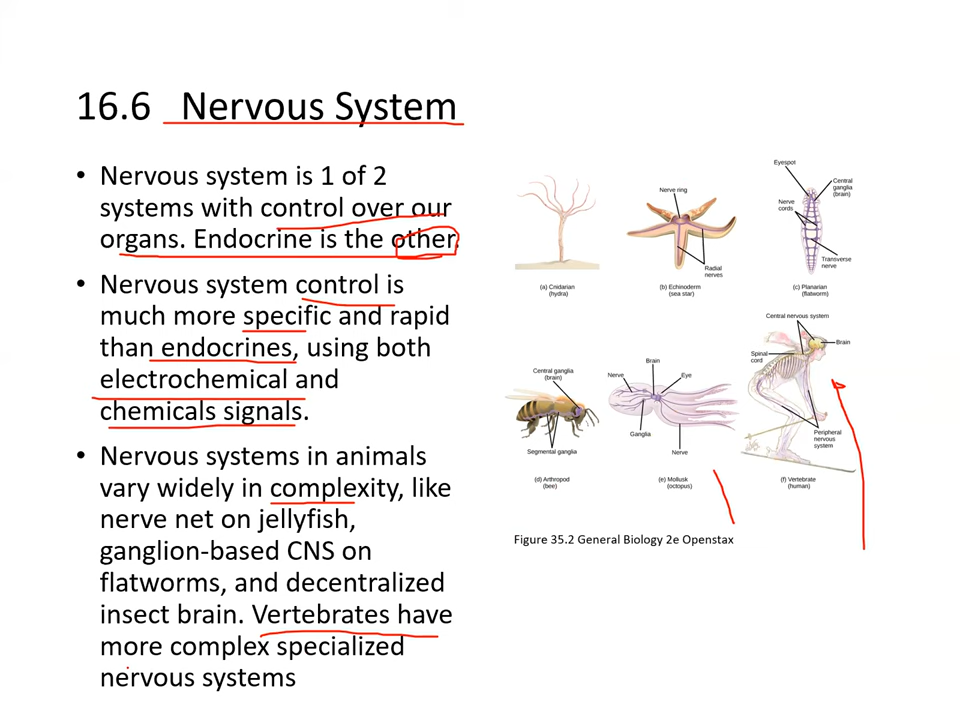 16.6 Nervous System
• Nervous system is 1 of 2
systems with control over our
organs. Endocrine is the other.
• Nervous system control is
much more specific and rapid
than endocrines, using both
electrochemical and
chemicals signals.
• Nervous systems in animals
vary widely in complexity, like
nerve net on jellyfish,
ganglion-based CNS on
flatworms, and decentralized
insect brain. Vertebrates have
more complex specialized
nervous systems
(a) Cnidarian
(hydra)
Nerve ring
Radial
nerves
(b) Echinoderm
(sea star)
Eyespot
Central
ganglia
(brain)
Nerve
cords
Transverse
nerve
(c) Planarian
(flatworm)
Central ganglia
(brain)
Segmental ganglia
(d) Arthropod
(bee)
Brain
Nerve
Eye
Ganglia
Nerve
(e) Mollusk
(octopus)
Central nervous system
Brain
Spinal
cord
Peripheral
nervous
system
(f) Vertebrate
(human)
Figure 35.2 General Biology 2e Openstax